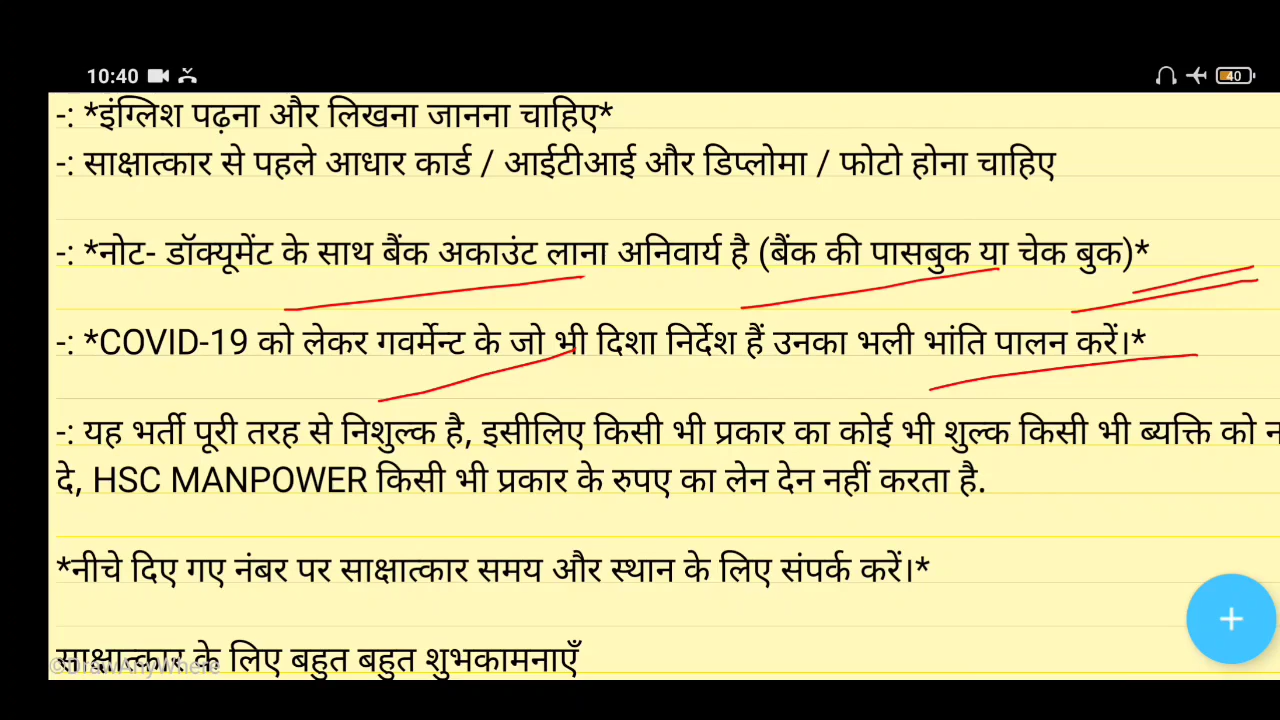 10:40
40
-: *इंग्लिश पढ़ना और लिखना जानना चाहिए*
-: साक्षात्कार से पहले आधार कार्ड / आईटीआई और डिप्लोमा / फोटो होना चाहिए
-: *नोट- डॉक्यूमेंट के साथ बैंक अकाउंट लाना अनिवार्य है (बैंक की पासबुक या चेक बुक)*
-: *COVID-19 को लेकर गवर्मेन्ट के जो भी दिशा निर्देश हैं उनका भली भांति पालन करें।*
-: यह भर्ती पूरी तरह से निशुल्क है, इसीलिए किसी भी प्रकार का कोई भी शुल्क किसी भी ब्यक्ति को न
दे, HSC MANPOWER किसी भी प्रकार के रुपए का लेन देन नहीं करता है.
*नीचे दिए गए नंबर पर साक्षात्कार समय और स्थान के लिए संपर्क करें।*
साक्षात्कार के लिए बहुत बहुत शुभकामनाएँ
©DrawAnyWhere